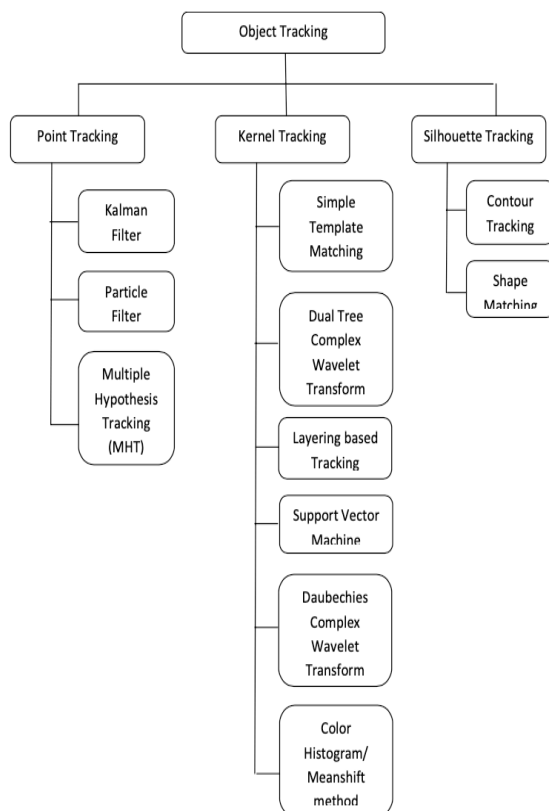 Object Tracking
Point Tracking
Kernel Tracking
Silhouette Tracking
Kalman
Filter
Particle
Filter
Multiple
Hypothesis
Tracking
(MHT)
Simple
Template
Matching
Dual Tree
Complex
Wavelet
Transform
Layering based
Tracking
Support Vector
Machine
Daubechies
Complex
Wavelet
Transform
Color
Histogram/
Meanshift
method
Contour
Tracking
Shape
Matching